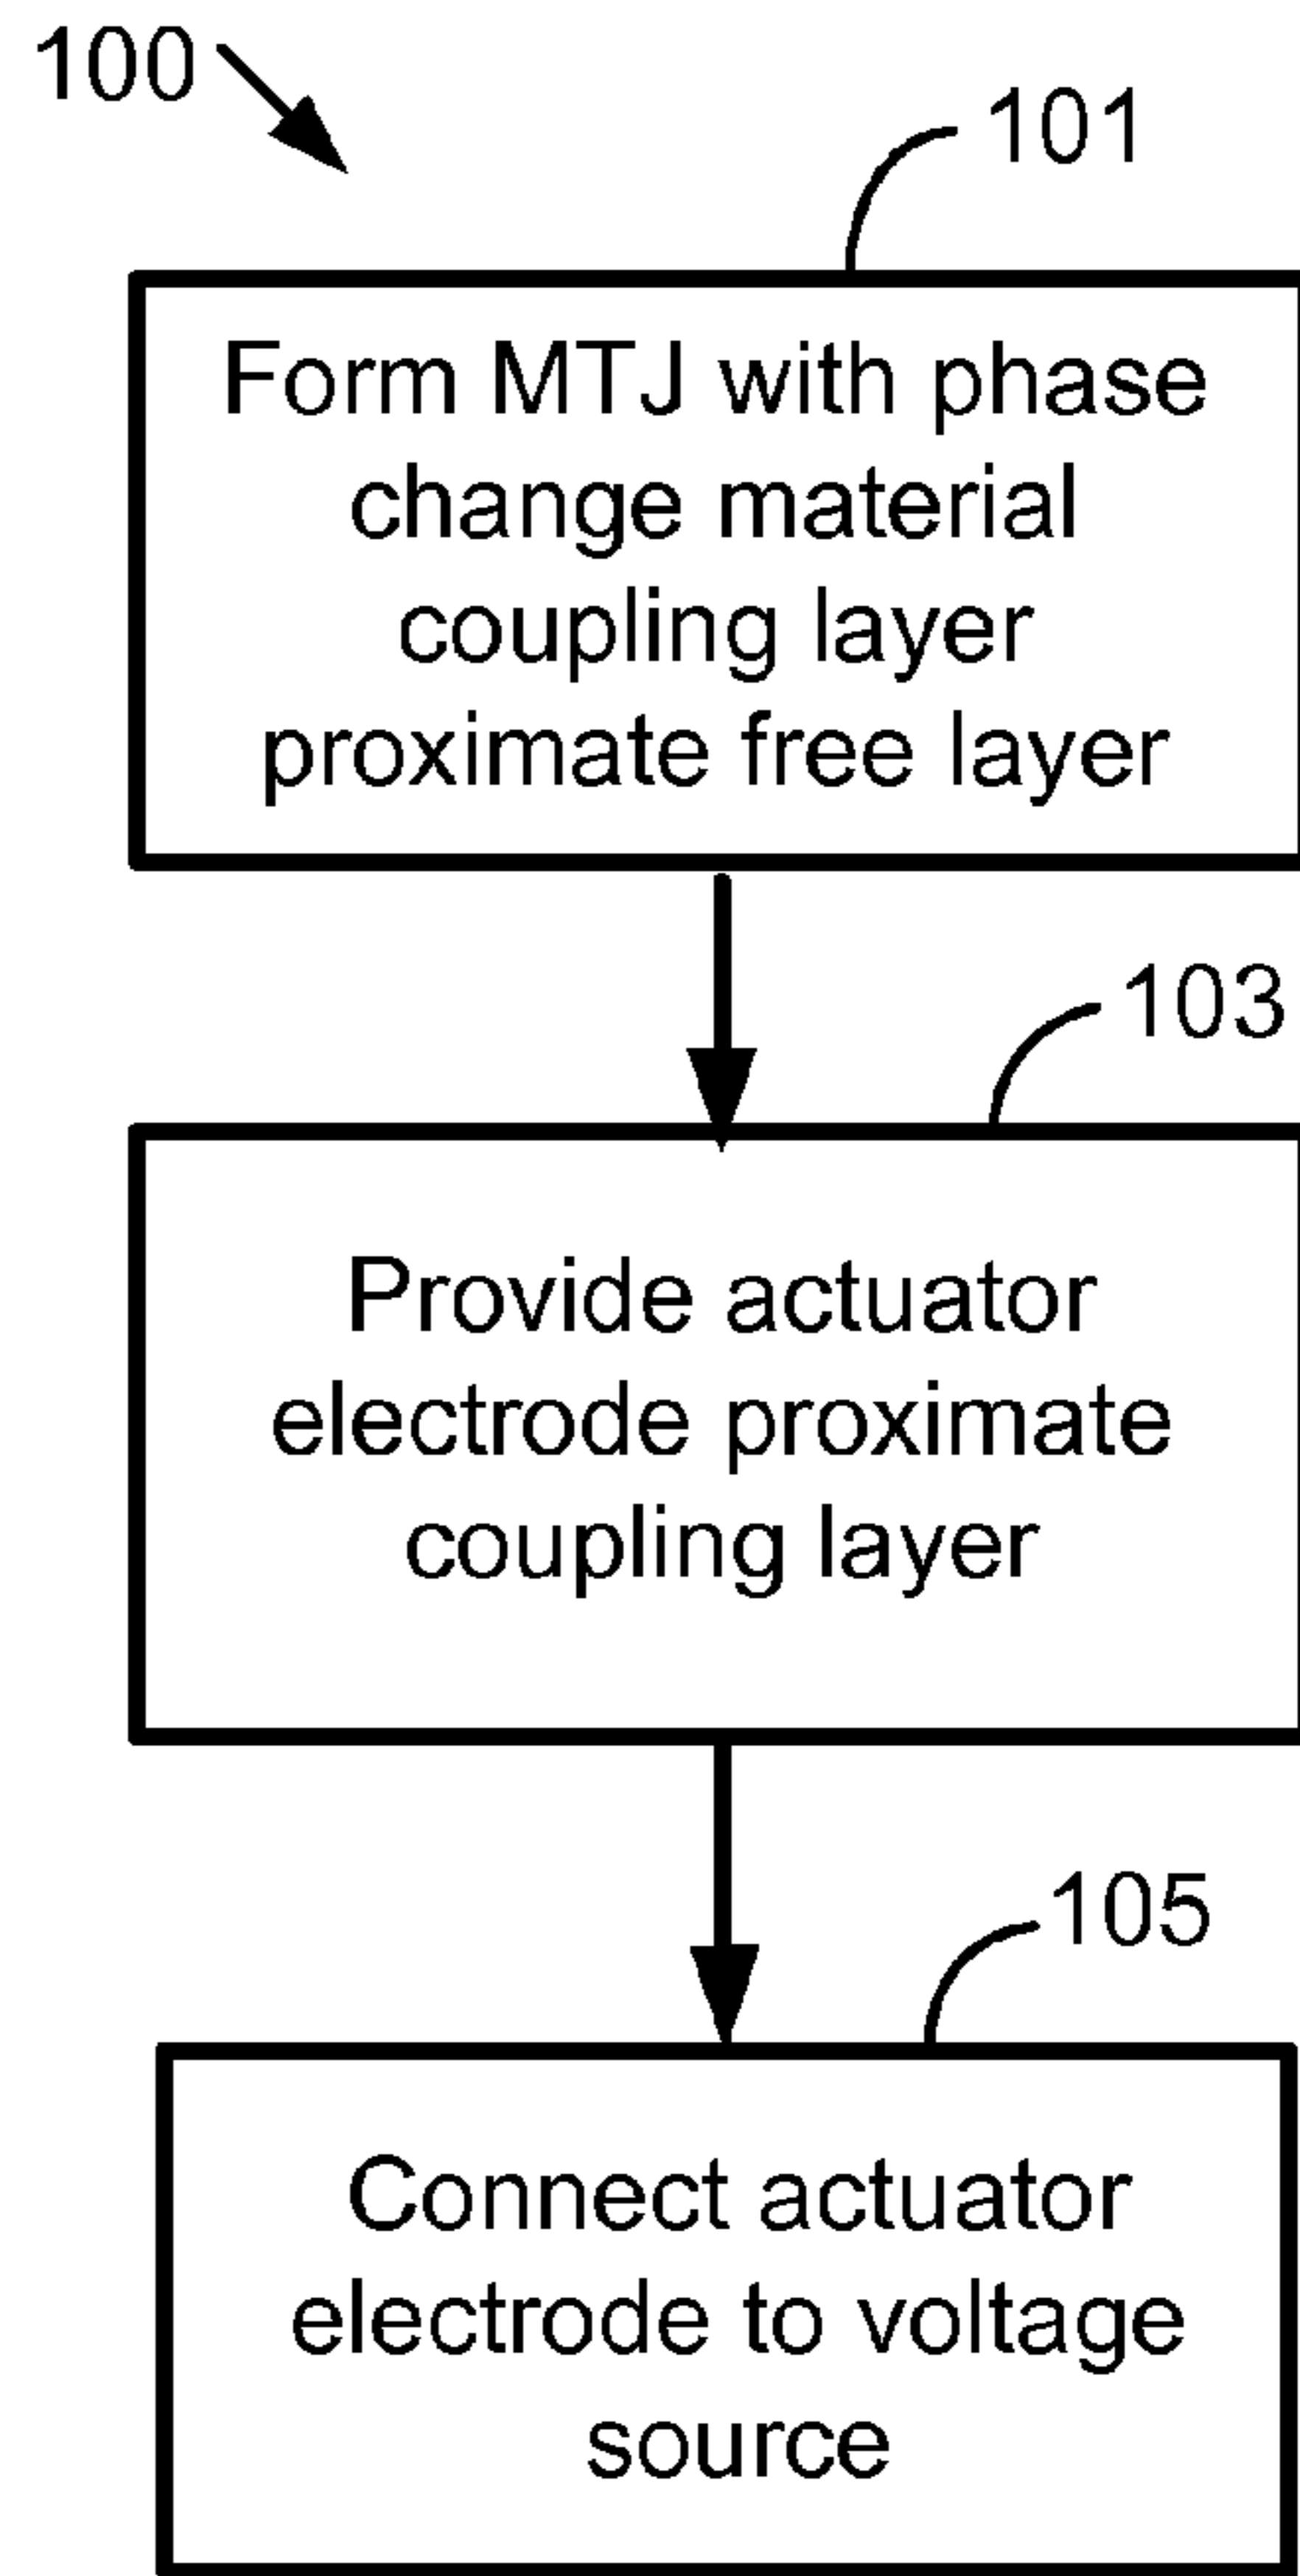 100
101
Form MTJ with phase
change material
coupling layer
proximate free layer
103
Provide actuator
electrode proximate
coupling layer
105
Connect actuator
electrode to voltage
source